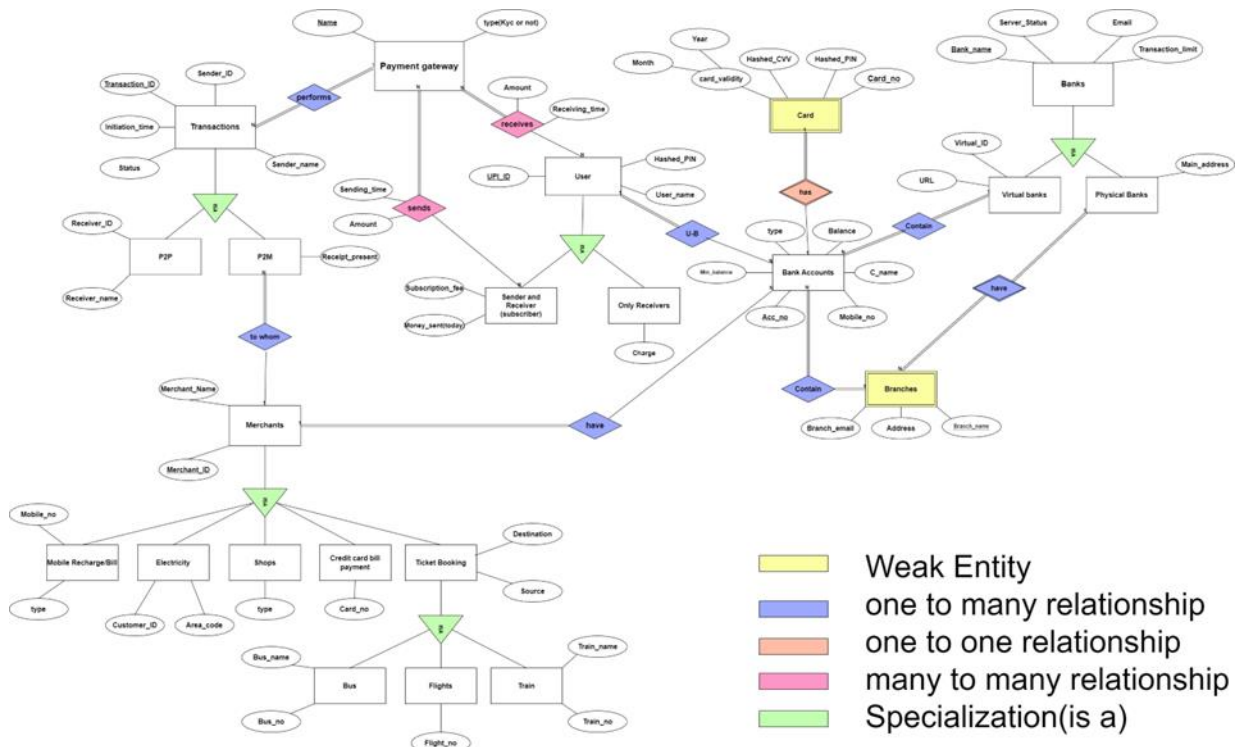 Name
type(Kyc or not)
Payment gateway
Sender_ID
Transaction_ID
performs
Initiation_time
Transactions
Status
Sender_name
Amount
Receiving_time
receives
Year
Hashed_CVV
Hashed_PIN
Month
card_validity
Card_no
Card
Server_Status
Email
Bank_name
Transaction_limit
Banks
Virtual_ID
Main_address
URL
Virtual banks
Physical Banks
Hashed_PIN
UPI_ID
User
User_name
Sending_time
sends
Amount
has
U-B
type
Balance
Contain
Min_balance
Bank Accounts
C_name
Acc_no
Mobile_no
have
Receiver_ID
P2P
P2M
Receipt_present
Receiver_name
Subscription_fee
Sender and
Receiver
(subscriber)
Only Receivers
Money_sent(today)
Charge
to whom
Contain
Branches
Branch_email
Address
Branch_name
Merchant_Name
Merchants
have
Merchant_ID
isa
isa
isa
isa
Mobile_no
Mobile Recharge/Bill
Electricity
Shops
Credit card bill
payment
Ticket Booking
Destination
Source
type
Customer_ID
Area_code
type
Card_no
isa
Bus_name
Bus
Flights
Train
Train_name
Bus_no
Flight_no
Train_no
Weak Entity
one to many relationship
one to one relationship
many to many relationship
Specialization(is a)